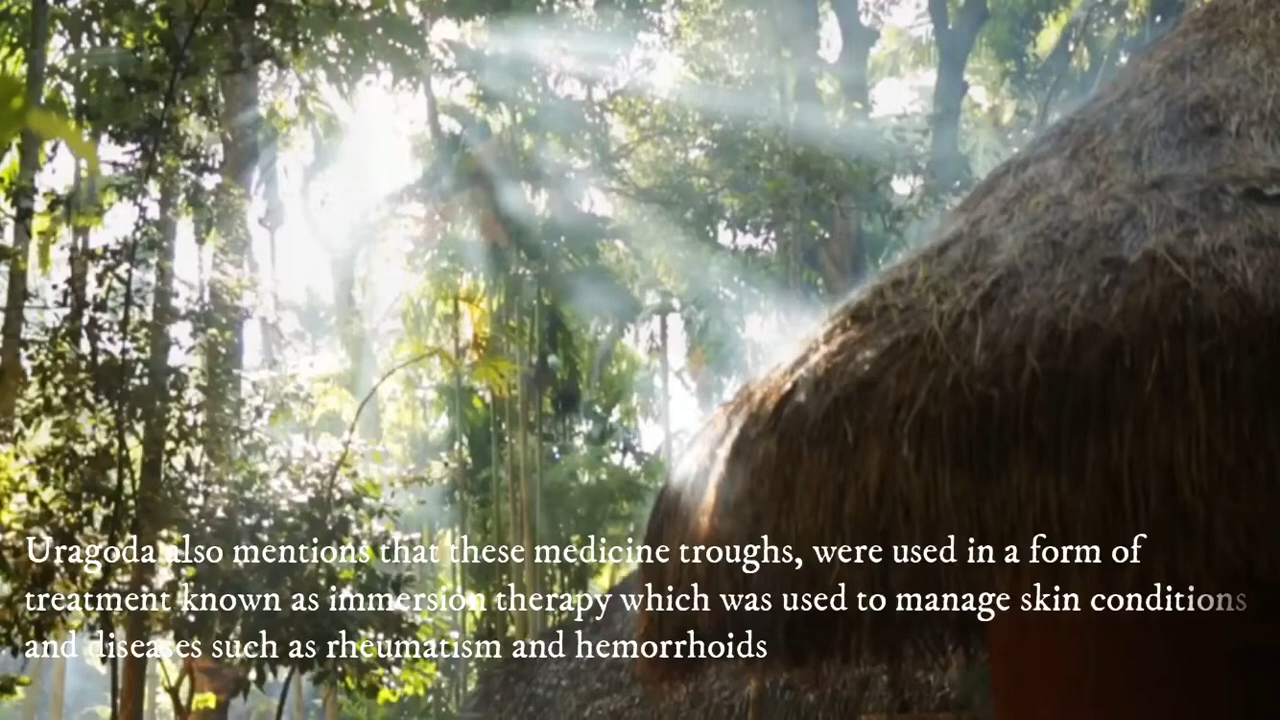 Uragoda also mentions that these medicine troughs, were used in a form of
treatment known as immersion therapy which was used to manage skin conditions
and diseases such as rheumatism and hemorrhoids